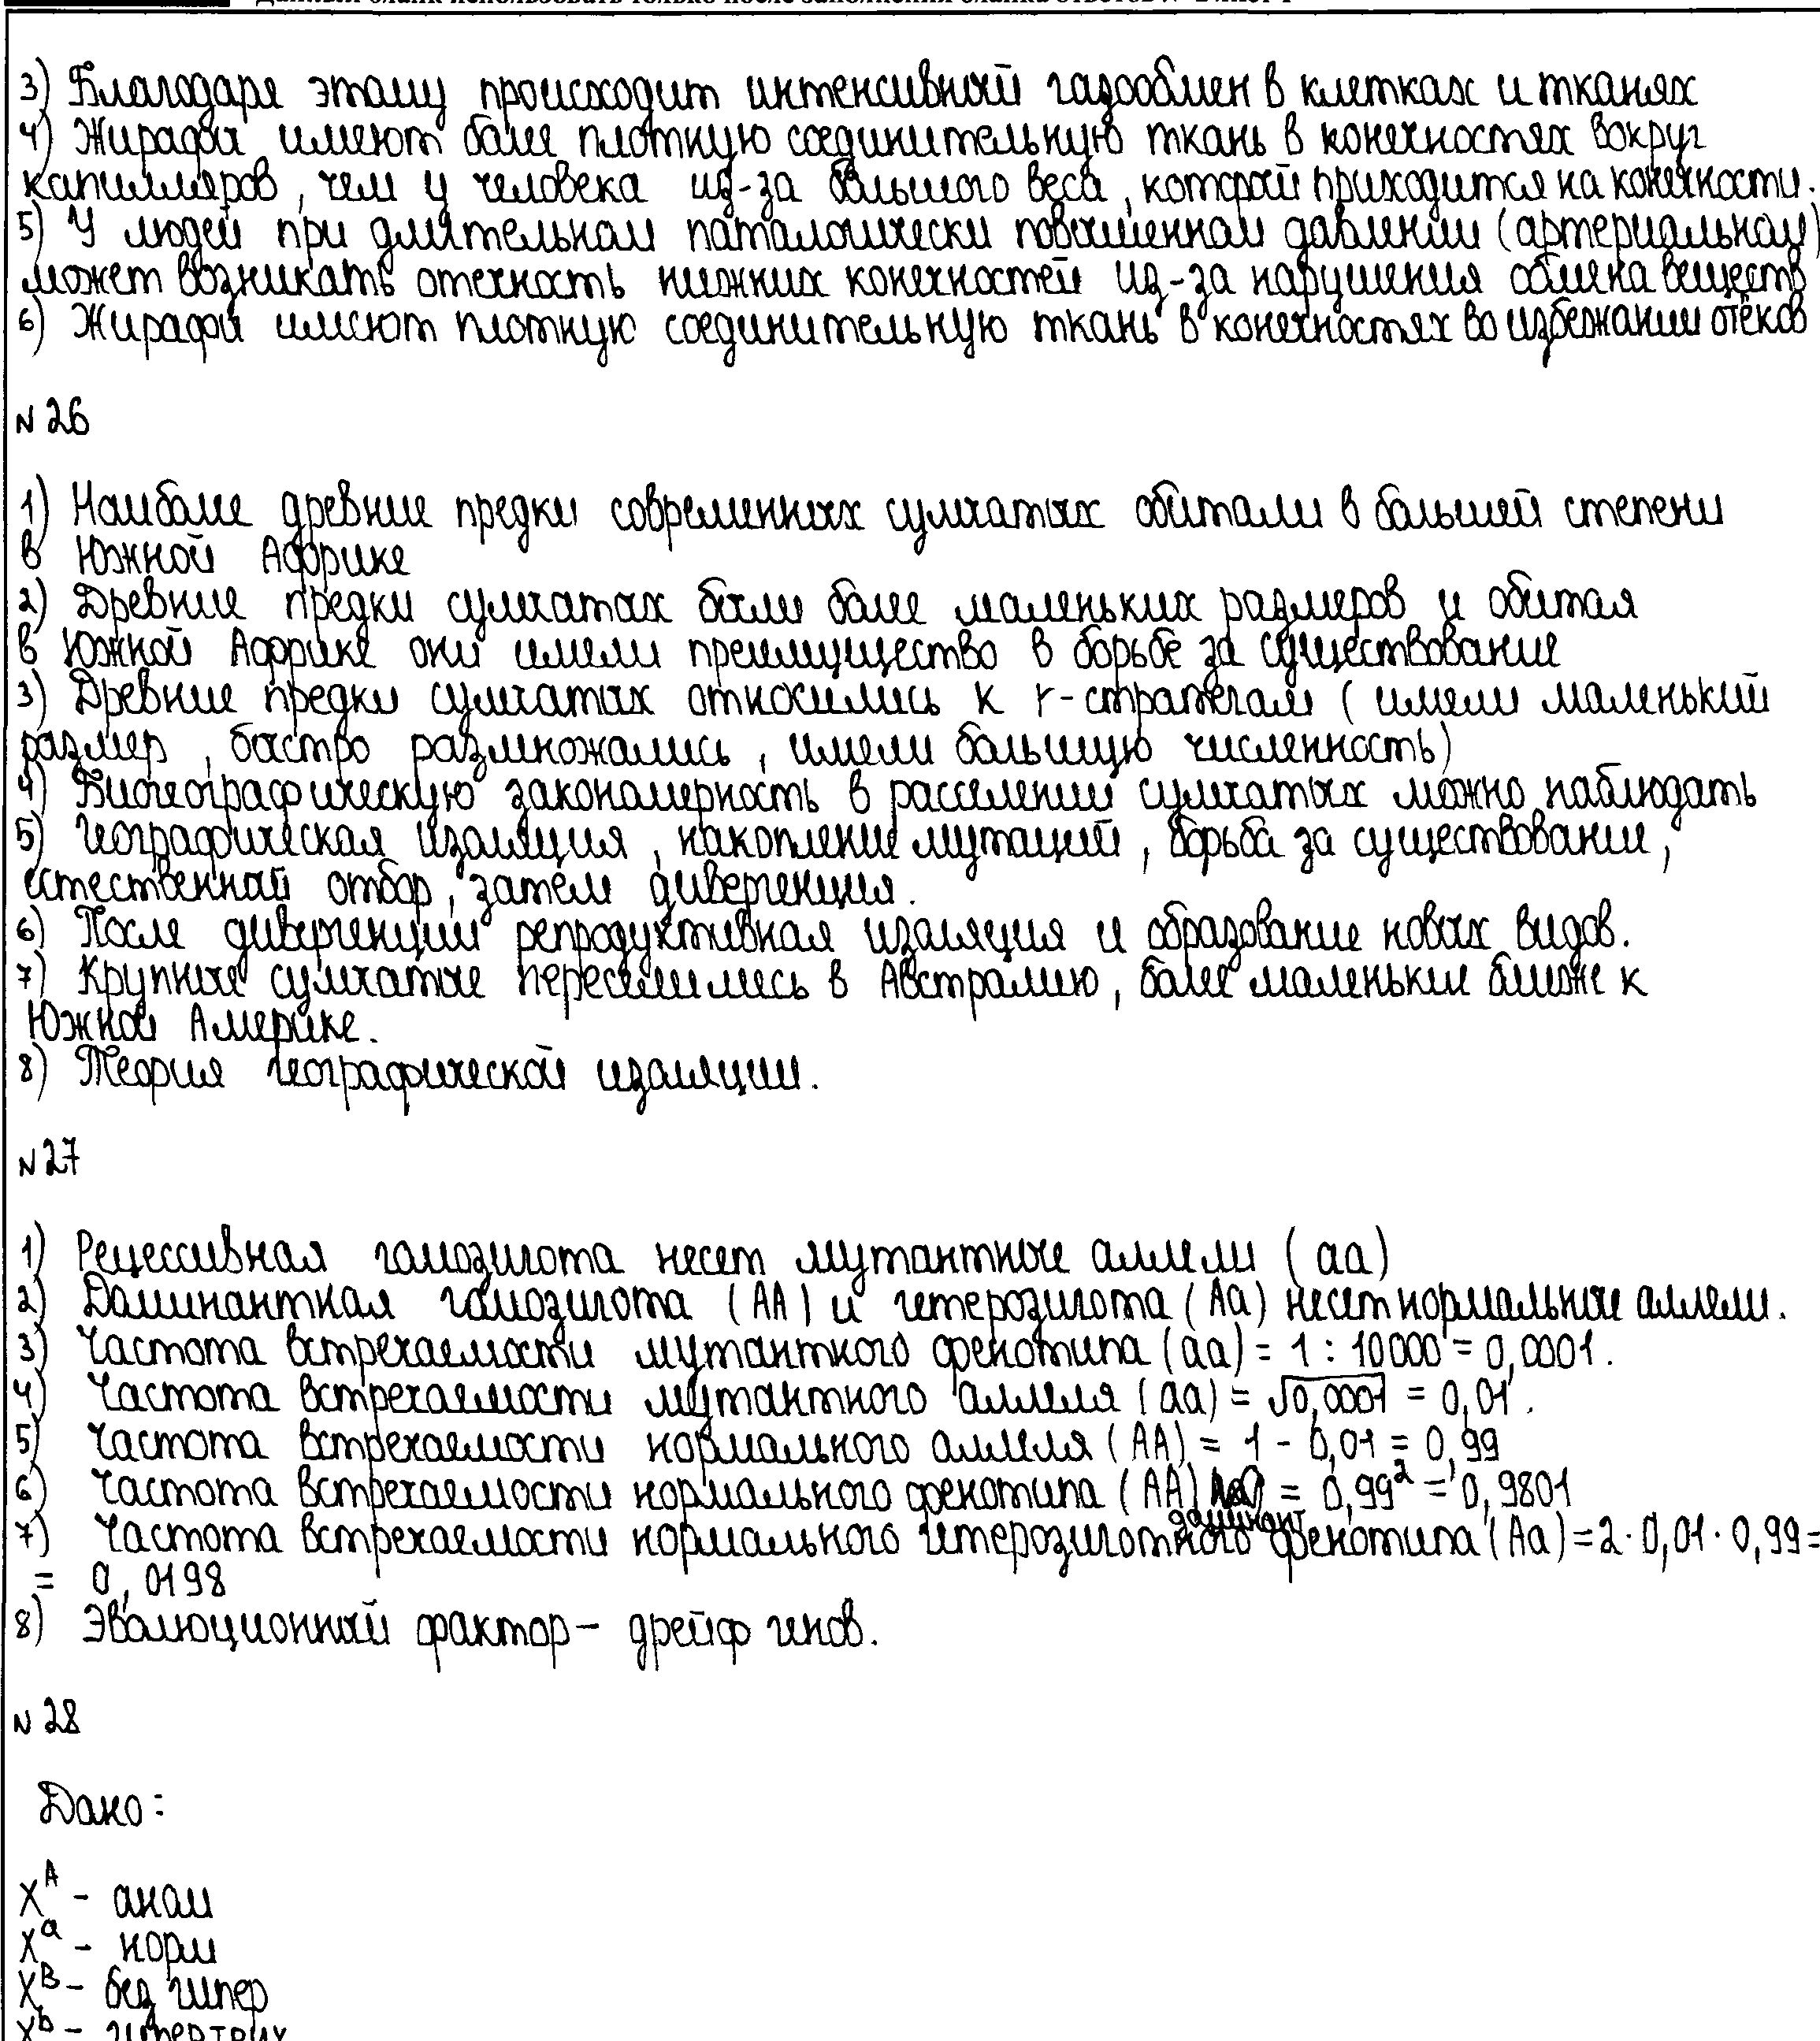 Данный бланк использовать только после заполнения бланка ответов № 2 лист 1
3) Благодаря этому происходит интенсивный газообмен в клетках и тканях
4) Жирафы имеют более плотную соединительную ткань в конечностях вокруг
капилляров, чем у человека из-за большого веса, который приходится на конечности.
5) У людей при длительном паталогически повышенном давлении (артериальном)
может возникать отечность нижних конечностей из-за нарушения обмена веществ
6) Жирафы имеют плотную соединительную ткань в конечностях во избежании отёков
N 26
1) Наиболее древние предки современных сумчатых обитали в большей степени
в Южной Африке
2) Древние предки сумчатых были более маленьких размеров и обитая
в Южной Африке они имели преимущиество в борьбе за существование
3) Древние предки сумчатых относились к r-стратегам (имели маленький
размер, быстро размножались, имели большую численность)
4) Биогеографическую закономерность в расселении сумчатых можно наблюдать
5) Географическая изоляция, накопление мутаций, борьба за существование,
естественный отбор, затем дивергенция.
6) После дивергенции репродуктивная изоляция и образование новых видов.
7) Крупные сумчатые переселились в Австралию, более маленькие ближе к
Южной Америке.
8) Теория географической изоляции.
N 27
1) Рецессивная гомозигота несет мутантные аллели (aa)
2) Доминантная гомозигота (AA) и гетерозигота (Aa) несет нормальные аллели.
3) Частота встречаемости мутантного фенотипа (aa) = 1 : 10000 = 0,0001.
4) Частота встречаемости мутантного аллеля (aa) = √0,0001 = 0,01.
5) Частота встречаемости нормального аллеля (AA) = 1 - 0,01 = 0,99
6) Частота встречаемости нормального фенотипа (AA) = 0,99² = 0,9801
доминант
7) Частота встречаемости нормального гетерозиготного фенотипа (Aa) = 2 · 0,01 · 0,99 =
= 0,0198
8) Эволюционный фактор - дрейф генов.
N 28
Дано:
X^A - аном
X^a - норм
X^B - без гипер
X^b - гипертрих